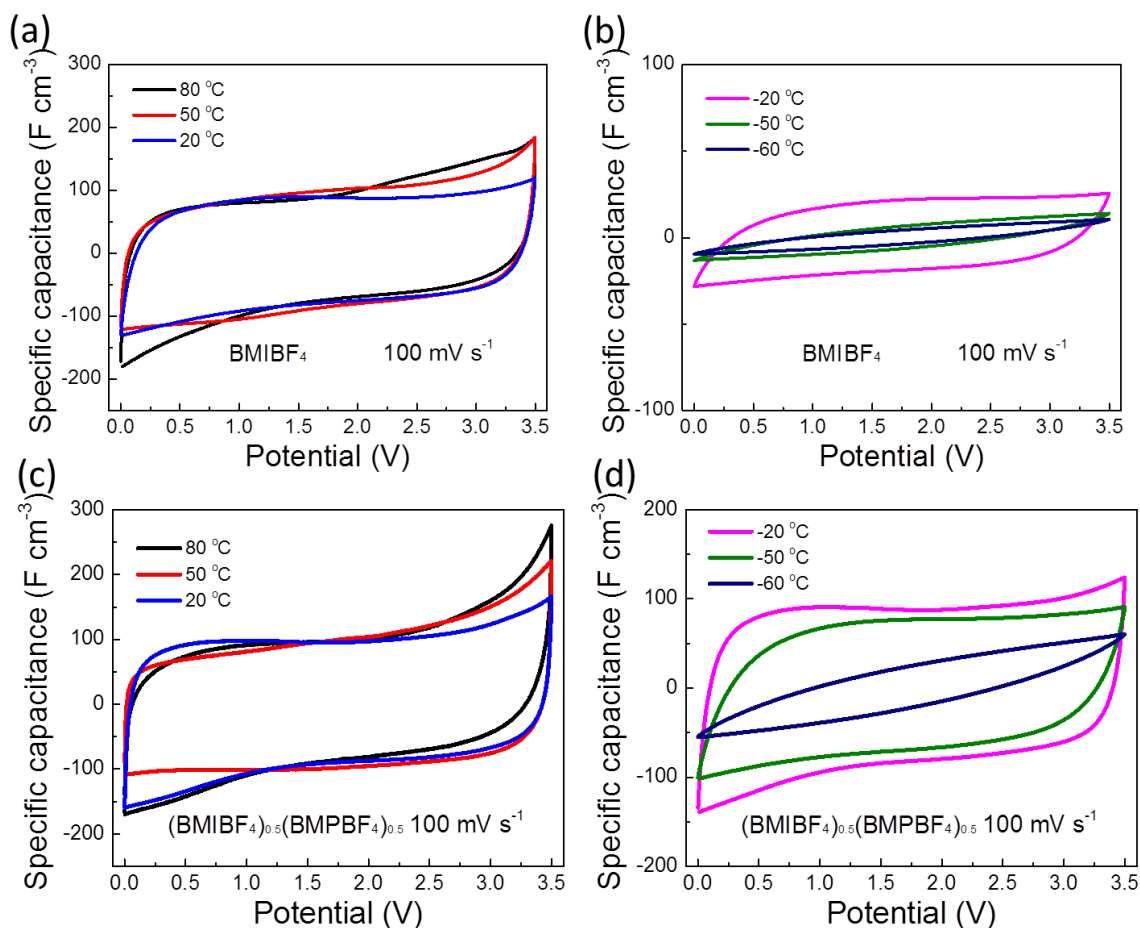 (a)
Specific capacitance (F cm⁻³)
300
200
100
0
-100
-200
80 °C
50 °C
20 °C
BMIBF₄ 100 mV s⁻¹
0.0 0.5 1.0 1.5 2.0 2.5 3.0 3.5
Potential (V)
(b)
Specific capacitance (F cm⁻³)
100
0
-100
-20 °C
-50 °C
-60 °C
BMIBF₄ 100 mV s⁻¹
0.0 0.5 1.0 1.5 2.0 2.5 3.0 3.5
Potential (V)
(c)
Specific capacitance (F cm⁻³)
300
200
100
0
-100
-200
80 °C
50 °C
20 °C
(BMIBF₄)₀.₅(BMPBF₄)₀.₅ 100 mV s⁻¹
0.0 0.5 1.0 1.5 2.0 2.5 3.0 3.5
Potential (V)
(d)
Specific capacitance (F cm⁻³)
200
100
0
-100
-200
-20 °C
-50 °C
-60 °C
(BMIBF₄)₀.₅(BMPBF₄)₀.₅ 100 mV s⁻¹
0.0 0.5 1.0 1.5 2.0 2.5 3.0 3.5
Potential (V)